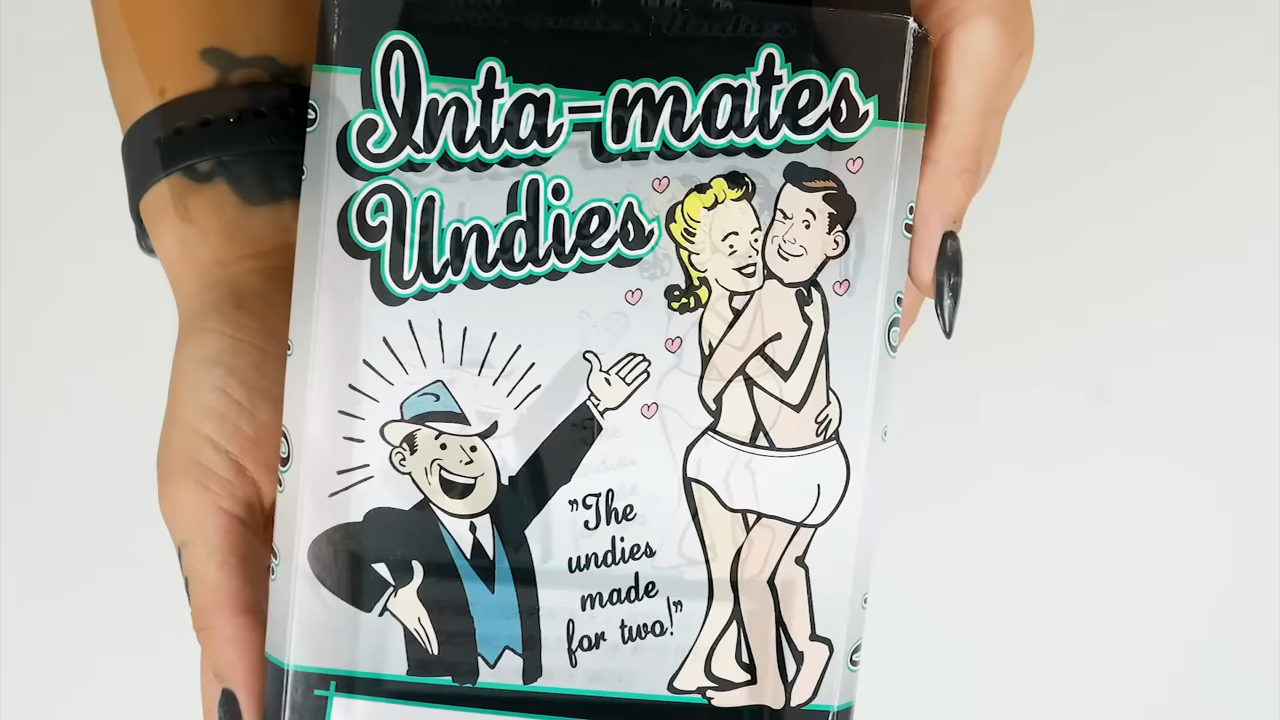 Inta-mates
Undies
"The
undies
made
for two!"